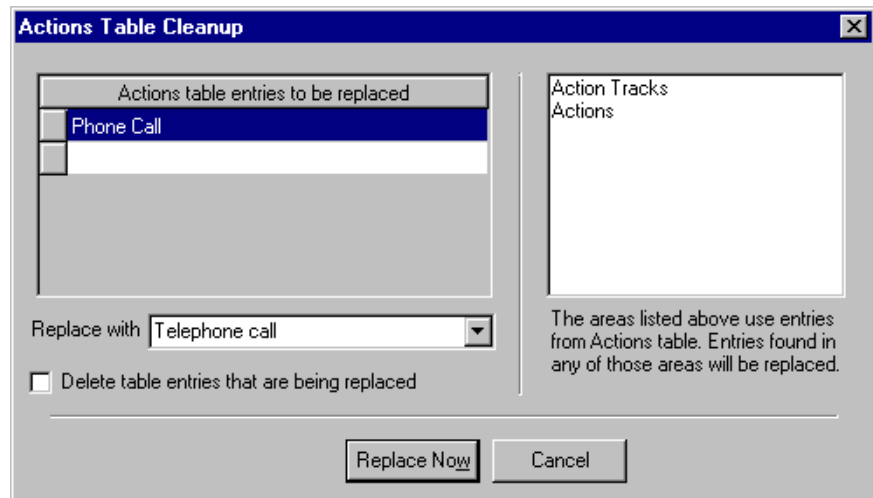 Actions Table Cleanup
Actions table entries to be replaced
Phone Call
Replace with Telephone call
Delete table entries that are being replaced
Action Tracks
Actions
The areas listed above use entries
from Actions table. Entries found in
any of those areas will be replaced.
Replace Now
Cancel